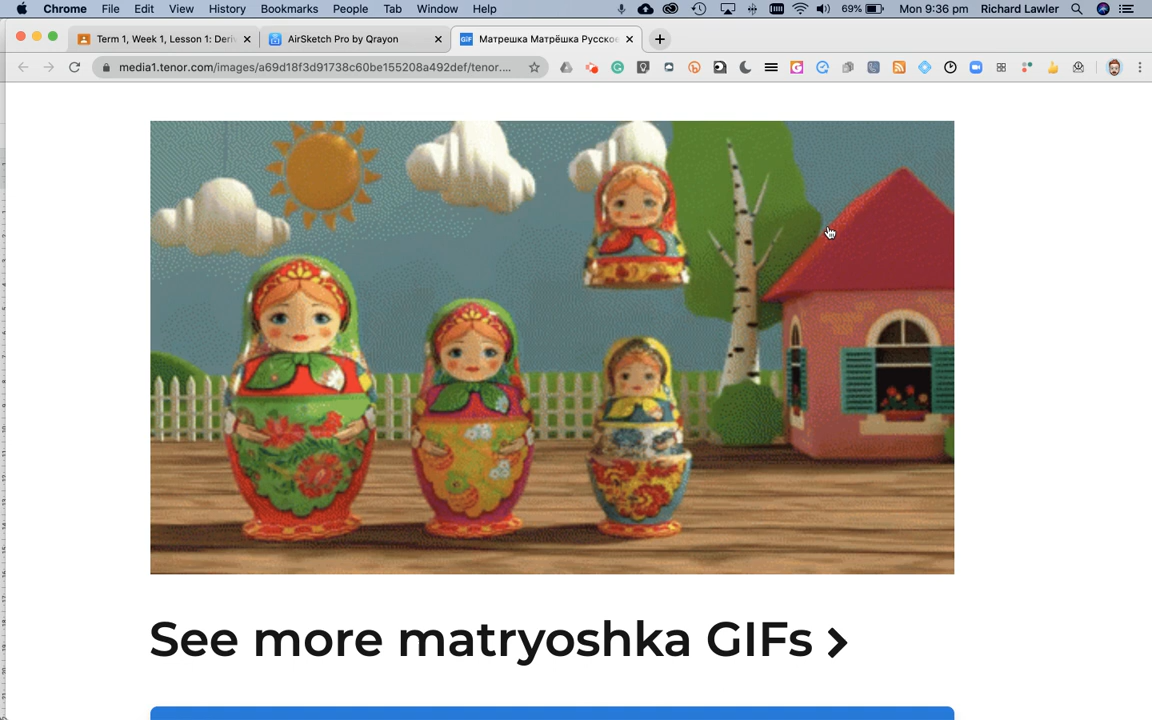 Chrome File Edit View History Bookmarks People Tab Window Help 69% Mon 9:36 pm Richard Lawler
Term 1, Week 1, Lesson 1: Deri AirSketch Pro by Qrayon GIF Матрешка Матрёшка Русско
media1.tenor.com/images/a69d18f3d91738c60be155208a492def/tenor....
See more matryoshka GIFs